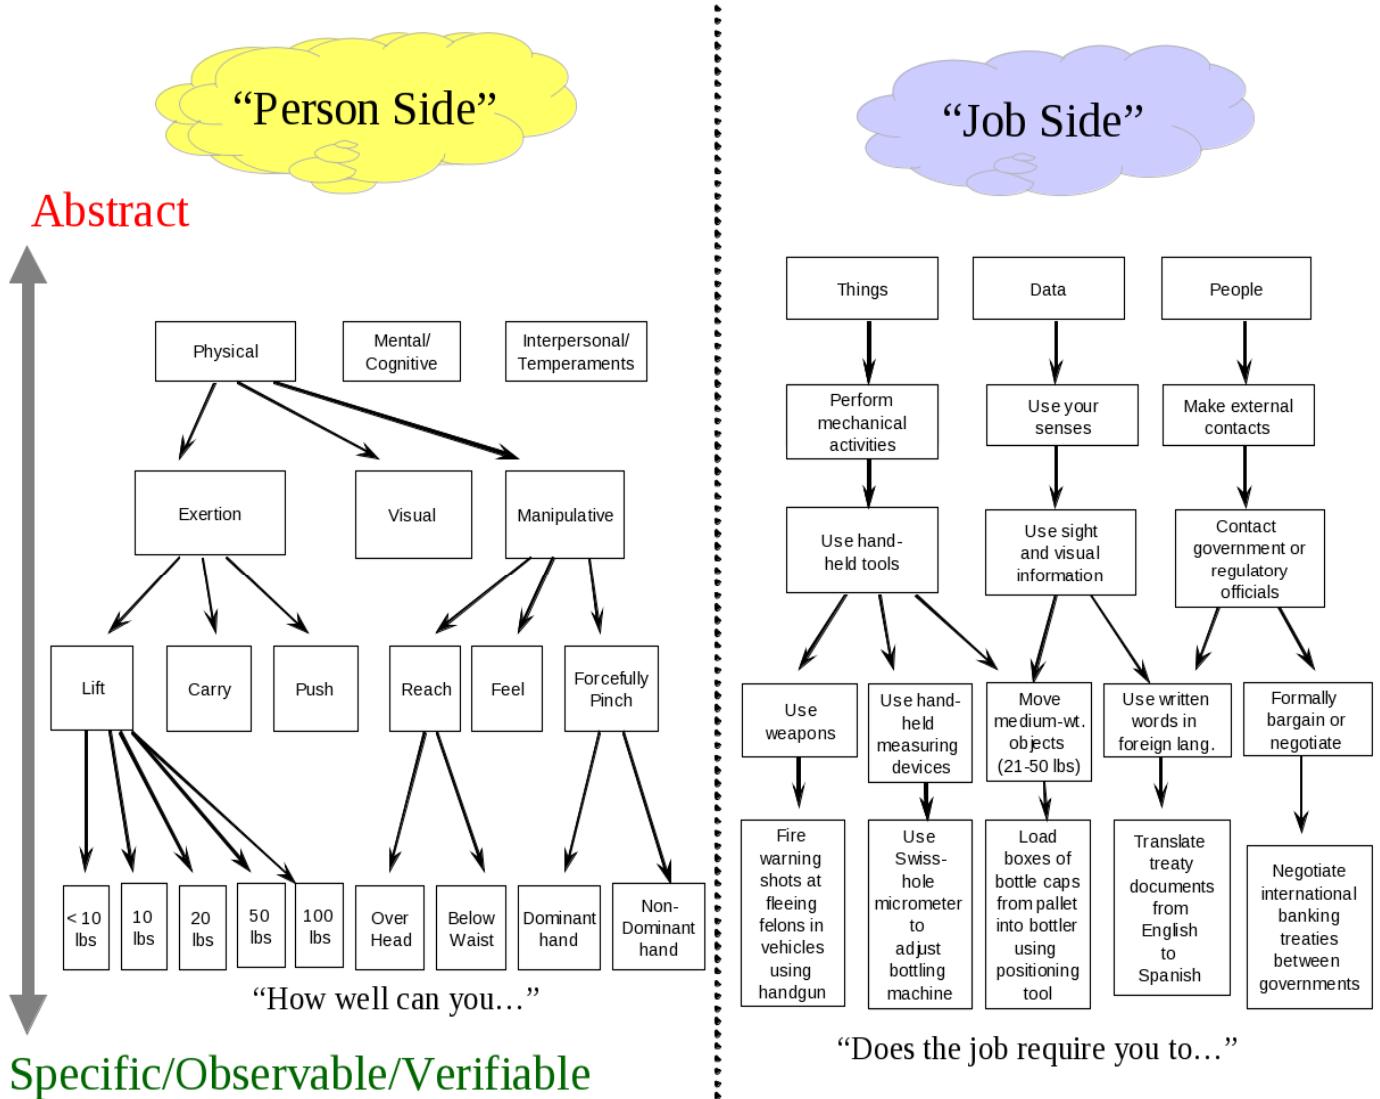 “Person Side”
“Job Side”
Abstract
Things
Data
People
Physical
Mental/
Cognitive
Interpersonal/
Temperaments
Perform
mechanical
activities
Use your
senses
Make external
contacts
Exertion
Visual
Manipulative
Use hand-
held tools
Use sight
and visual
information
Contact
government or
regulatory
officials
Lift
Carry
Push
Reach
Feel
Forcefully
Pinch
Use
weapons
Use hand-
held
measuring
devices
Move
medium-wt.
objects
(21-50 lbs)
Use written
words in
foreign lang.
Formally
bargain or
negotiate
< 10
lbs
10
lbs
20
lbs
50
lbs
100
lbs
Over
Head
Below
Waist
Dominant
hand
Non-
Dominant
hand
Fire
warning
shots at
fleeing
felons in
vehicles
using
handgun
Use
Swiss-
hole
micrometer
to
adjust
bottling
machine
Load
boxes of
bottle caps
from pallet
into bottler
using
positioning
tool
Translate
treaty
documents
from
English
to
Spanish
Negotiate
international
banking
treaties
between
governments
“How well can you…”
“Does the job require you to…”
Specific/Observable/Verifiable